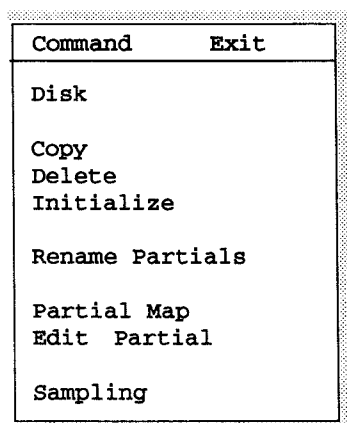 Command Exit
Disk
Copy
Delete
Initialize
Rename Partials
Partial Map
Edit Partial
Sampling